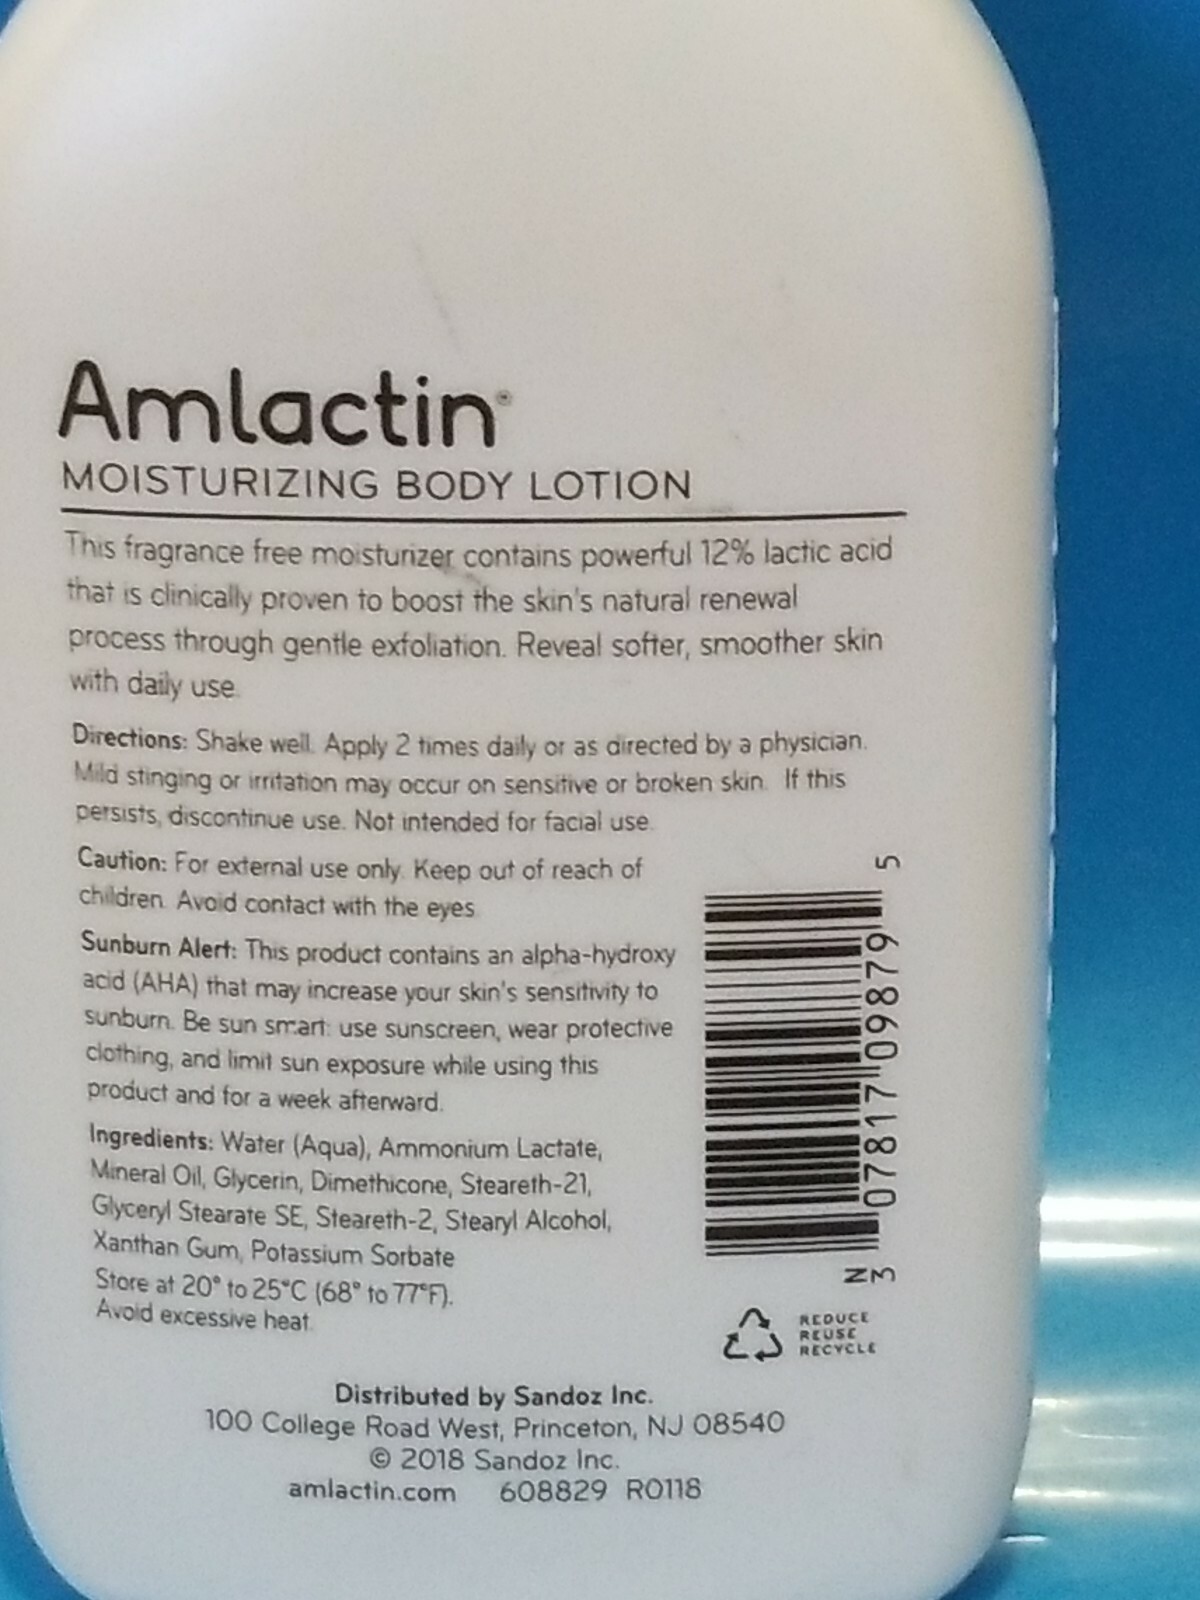 Amlactin®
MOISTURIZING BODY LOTION
This fragrance free moisturizer contains powerful 12% lactic acid
that is clinically proven to boost the skin's natural renewal
process through gentle exfoliation. Reveal softer, smoother skin
with daily use.
Directions: Shake well. Apply 2 times daily or as directed by a physician.
Mild stinging or irritation may occur on sensitive or broken skin. If this
persists, discontinue use. Not intended for facial use.
Caution: For external use only. Keep out of reach of
children. Avoid contact with the eyes.
Sunburn Alert: This product contains an alpha-hydroxy
acid (AHA) that may increase your skin's sensitivity to
sunburn. Be sun smart: use sunscreen, wear protective
clothing, and limit sun exposure while using this
product and for a week afterward.
Ingredients: Water (Aqua), Ammonium Lactate,
Mineral Oil, Glycerin, Dimethicone, Steareth-21,
Glyceryl Stearate SE, Steareth-2, Stearyl Alcohol,
Xanthan Gum, Potassium Sorbate
Store at 20° to 25°C (68° to 77°F).
Avoid excessive heat.
N3 07817 09879 5
REDUCE
REUSE
RECYCLE
Distributed by Sandoz Inc.
100 College Road West, Princeton, NJ 08540
© 2018 Sandoz Inc.
amlactin.com 608829 R0118